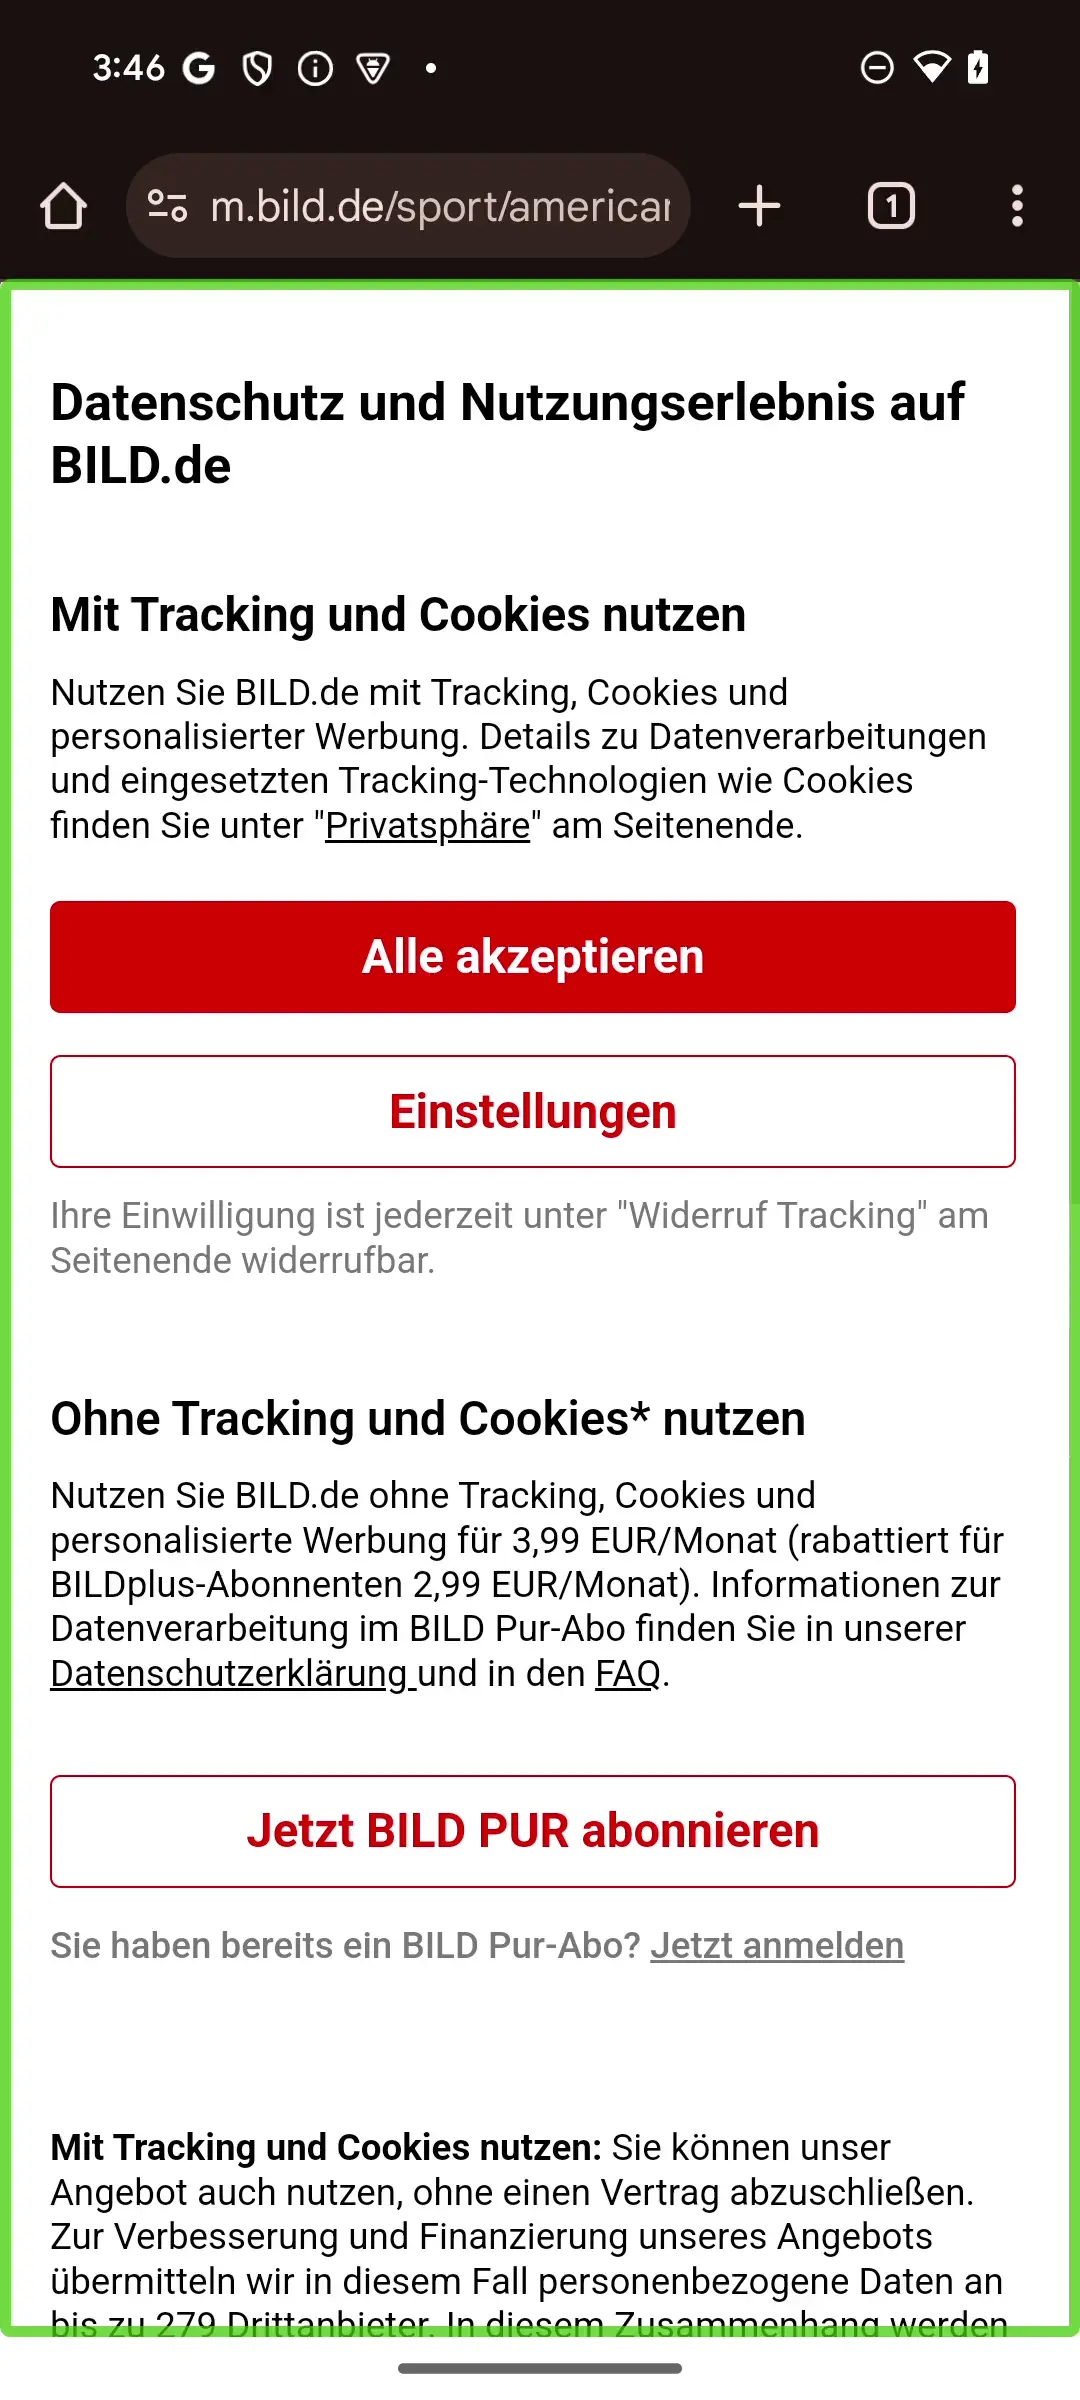 3:46
m.bild.de/sport/american
Datenschutz und Nutzungserlebnis auf
BILD.de
Mit Tracking und Cookies nutzen
Nutzen Sie BILD.de mit Tracking, Cookies und
personalisierter Werbung. Details zu Datenverarbeitungen
und eingesetzten Tracking-Technologien wie Cookies
finden Sie unter "Privatsphäre" am Seitenende.
Alle akzeptieren
Einstellungen
Ihre Einwilligung ist jederzeit unter "Widerruf Tracking" am
Seitenende widerrufbar.
Ohne Tracking und Cookies* nutzen
Nutzen Sie BILD.de ohne Tracking, Cookies und
personalisierte Werbung für 3,99 EUR/Monat (rabattiert für
BILDplus-Abonnenten 2,99 EUR/Monat). Informationen zur
Datenverarbeitung im BILD Pur-Abo finden Sie in unserer
Datenschutzerklärung und in den FAQ.
Jetzt BILD PUR abonnieren
Sie haben bereits ein BILD Pur-Abo? Jetzt anmelden
Mit Tracking und Cookies nutzen: Sie können unser
Angebot auch nutzen, ohne einen Vertrag abzuschließen.
Zur Verbesserung und Finanzierung unseres Angebots
übermitteln wir in diesem Fall personenbezogene Daten an
bis zu 279 Drittanbieter. In diesem Zusammenhang werden